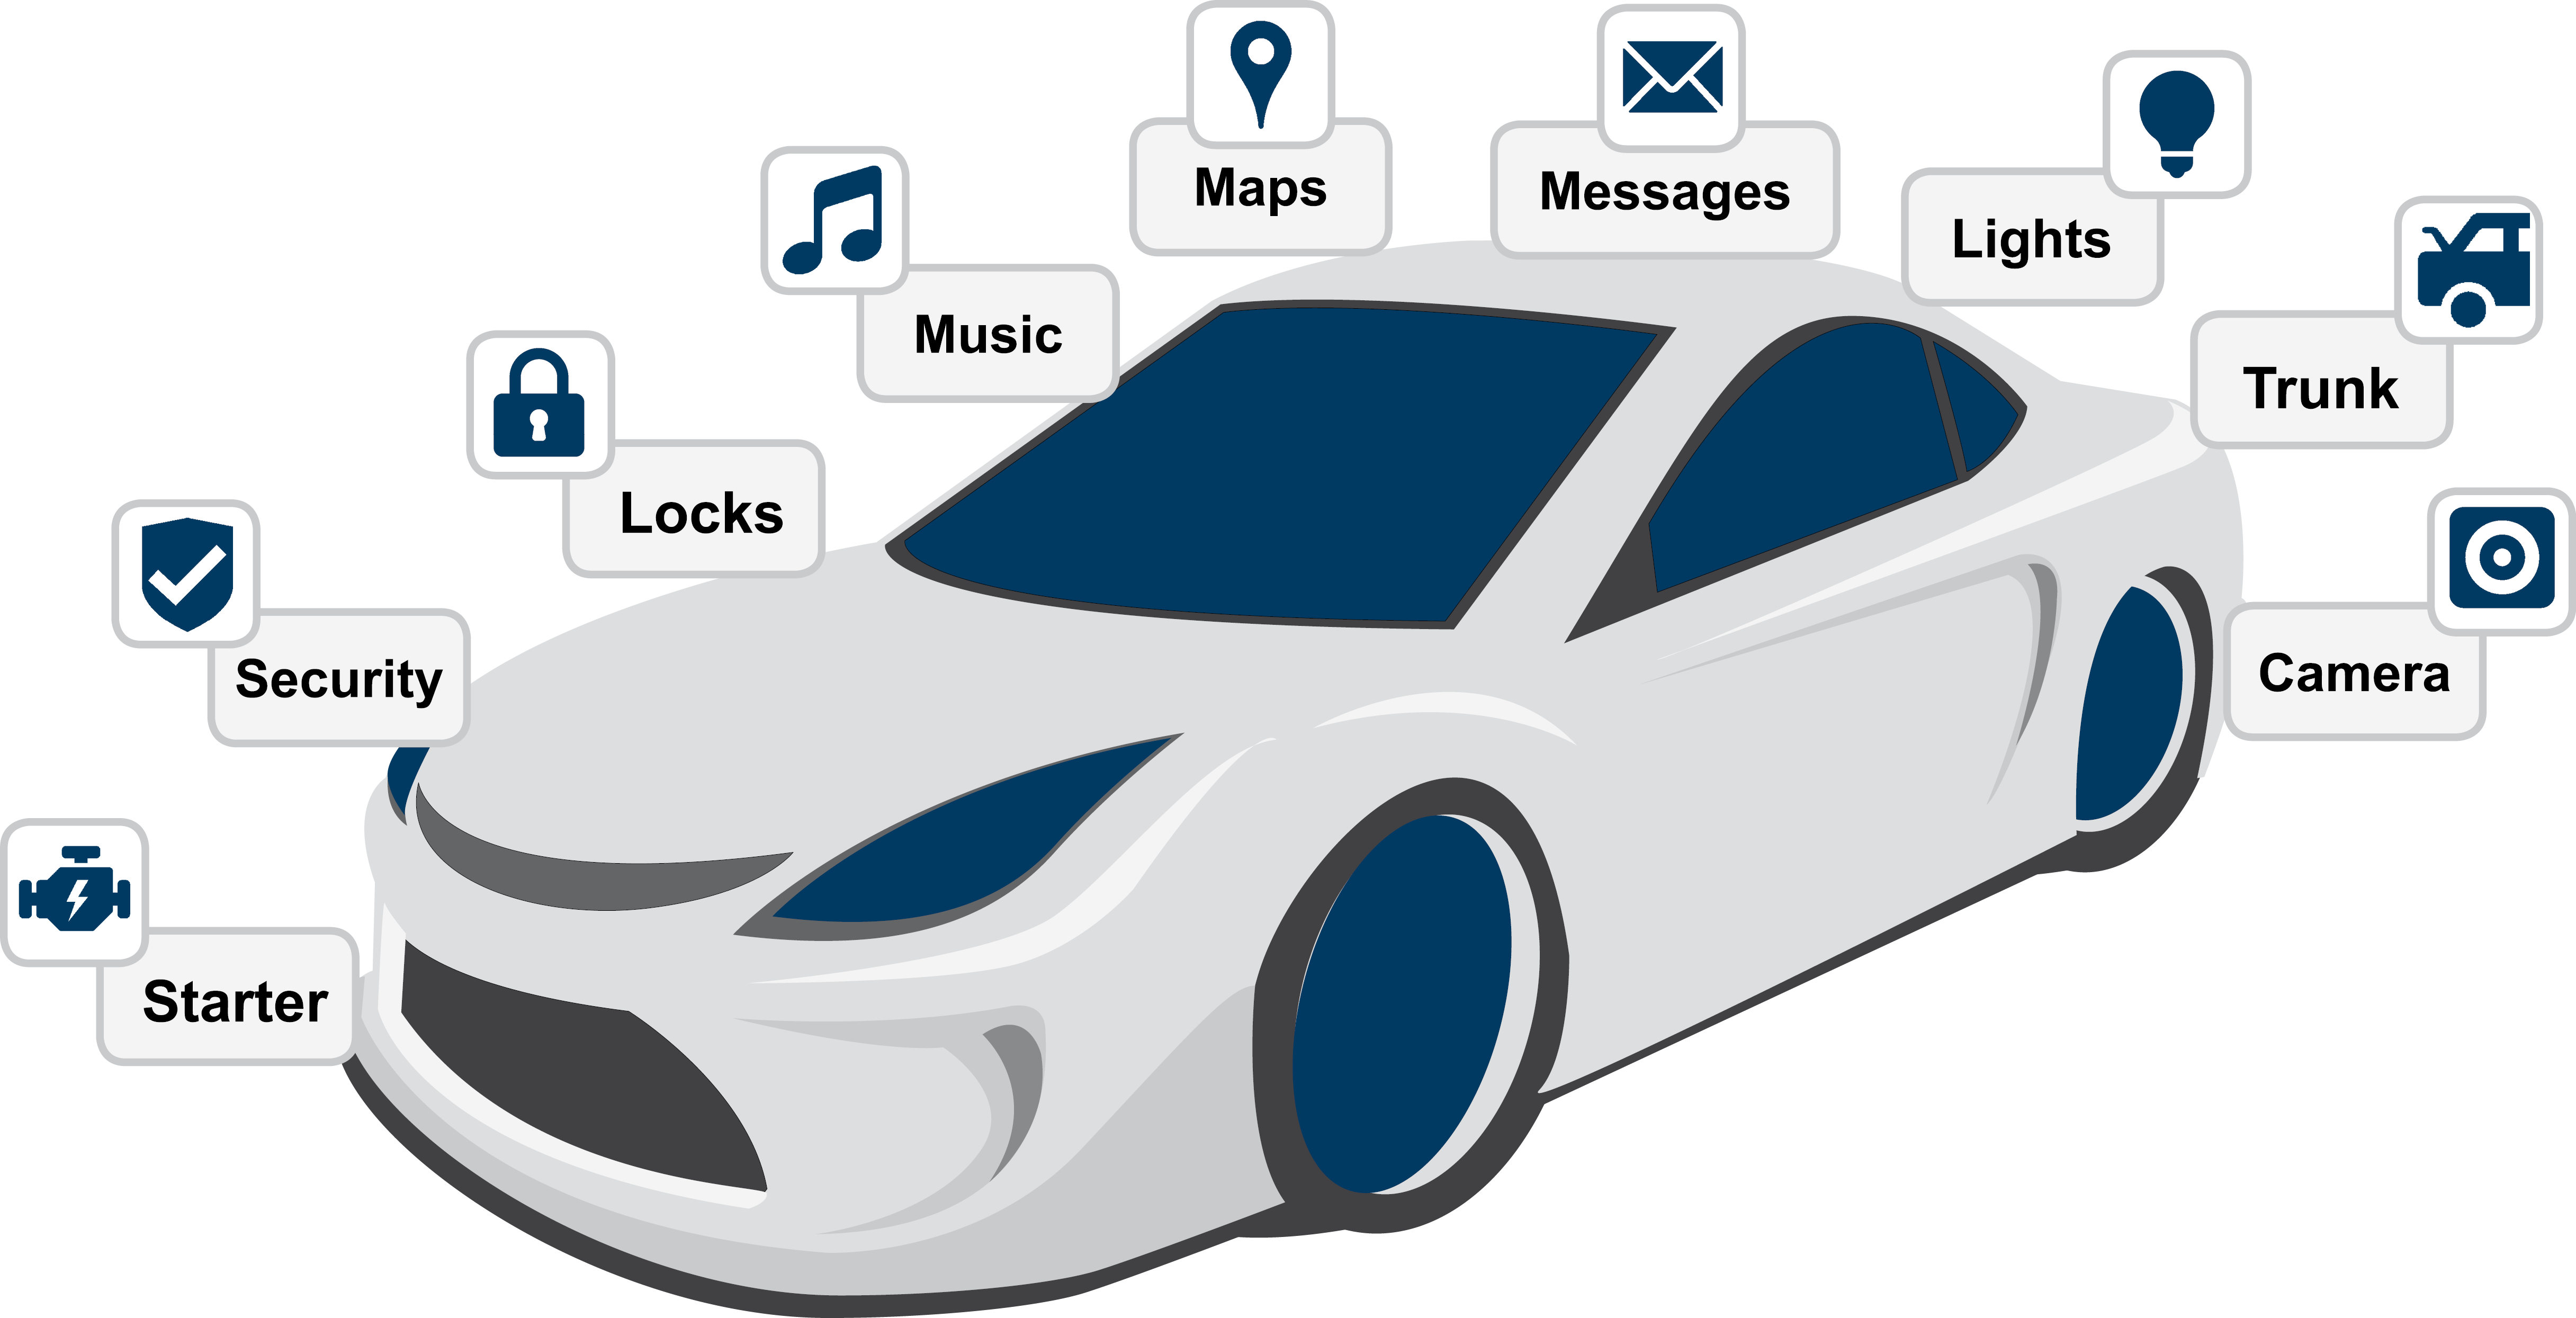 Starter
Security
Locks
Music
Maps
Messages
Lights
Trunk
Camera